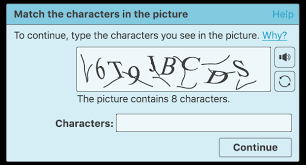 Match the characters in the picture
Help
To continue, type the characters you see in the picture. Why?
The picture contains 8 characters.
Characters:
Continue